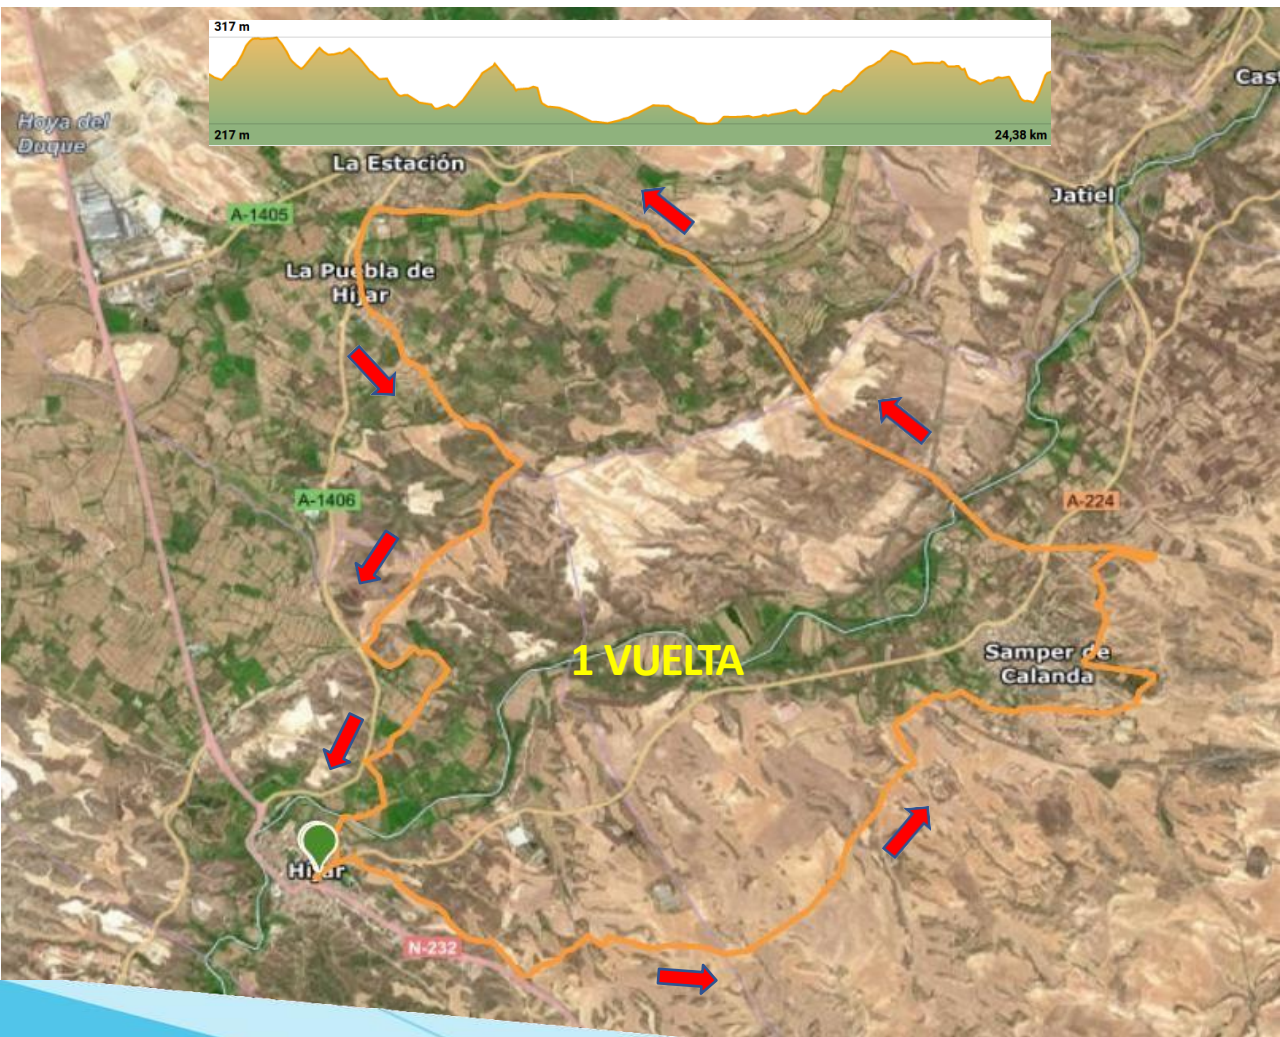 317 m
217 m
24,38 km
Hoya del
Duque
La Estación
Jatiel
A-1405
La Puebla de
Híjar
A-1406
A-224
1 VUELTA
Samper de
Calanda
Híjar
N-232